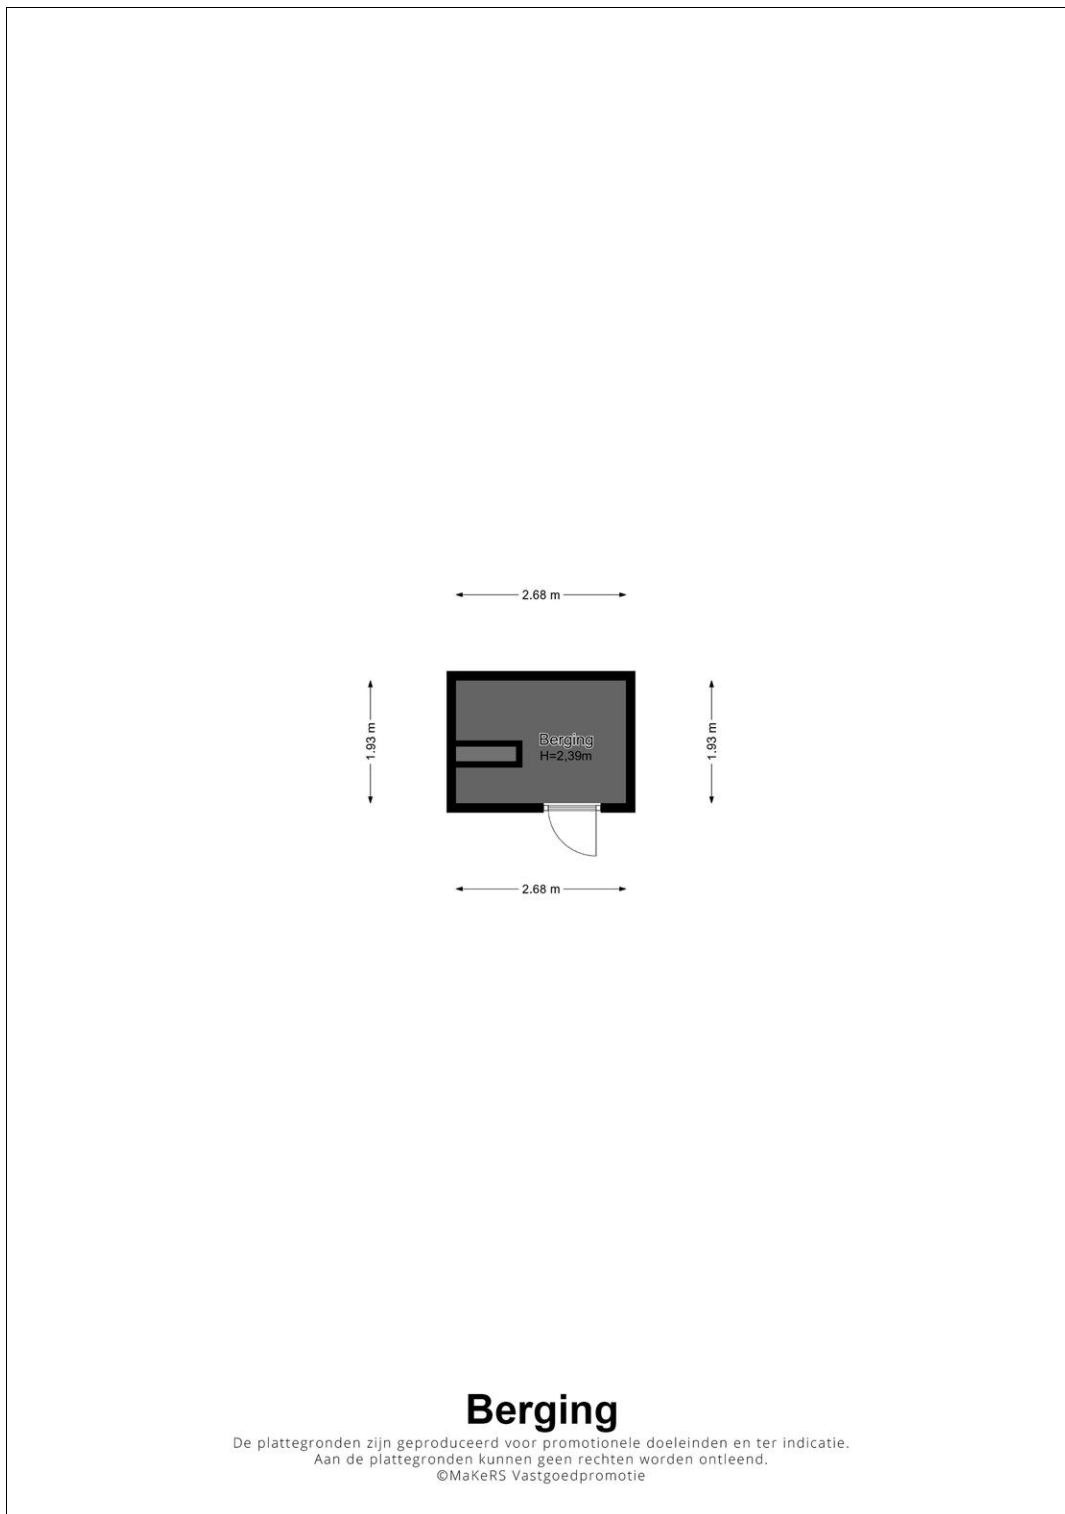 2.68 m
1.93 m
1.93 m
Berging
H=2,39m
2.68 m
Berging
De plattegronden zijn geproduceerd voor promotionele doeleinden en ter indicatie.
Aan de plattegronden kunnen geen rechten worden ontleend.
©MaKeRS Vastgoedpromotie